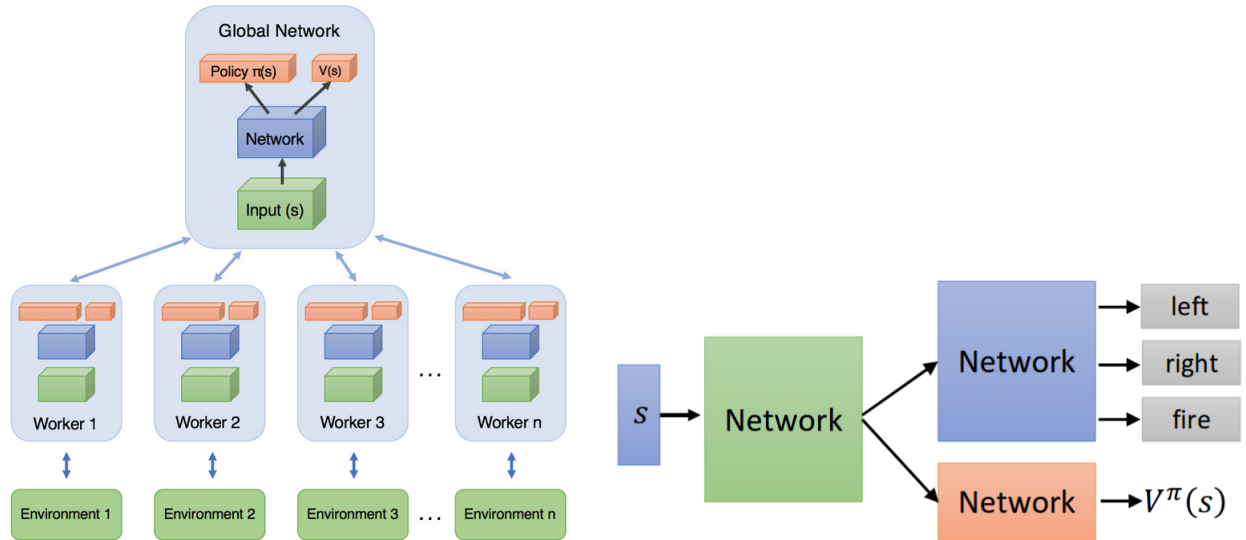 Global Network
Policy π(s)
V(s)
Network
Input (s)
Worker 1
Worker 2
Worker 3
...
Worker n
Environment 1
Environment 2
Environment 3
...
Environment n
s
Network
Network
left
right
fire
Network
V^π(s)